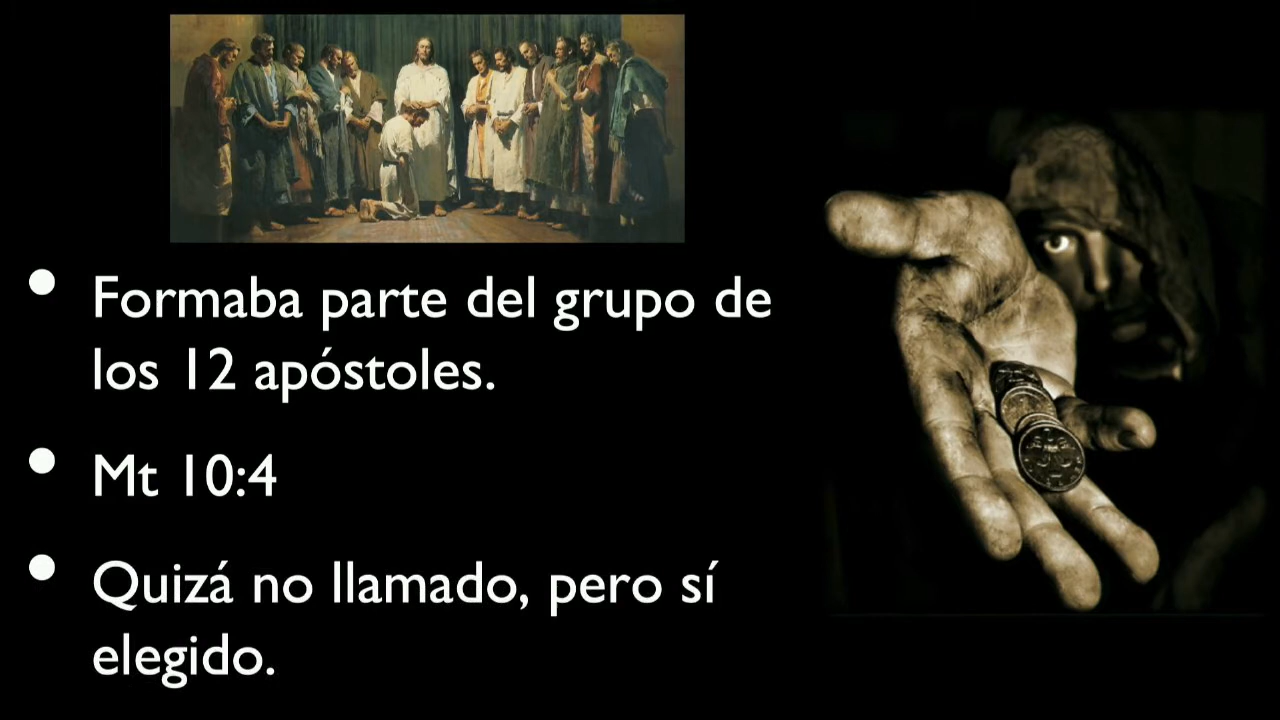 • Formaba parte del grupo de
los 12 apóstoles.
• Mt 10:4
• Quizá no llamado, pero sí
elegido.